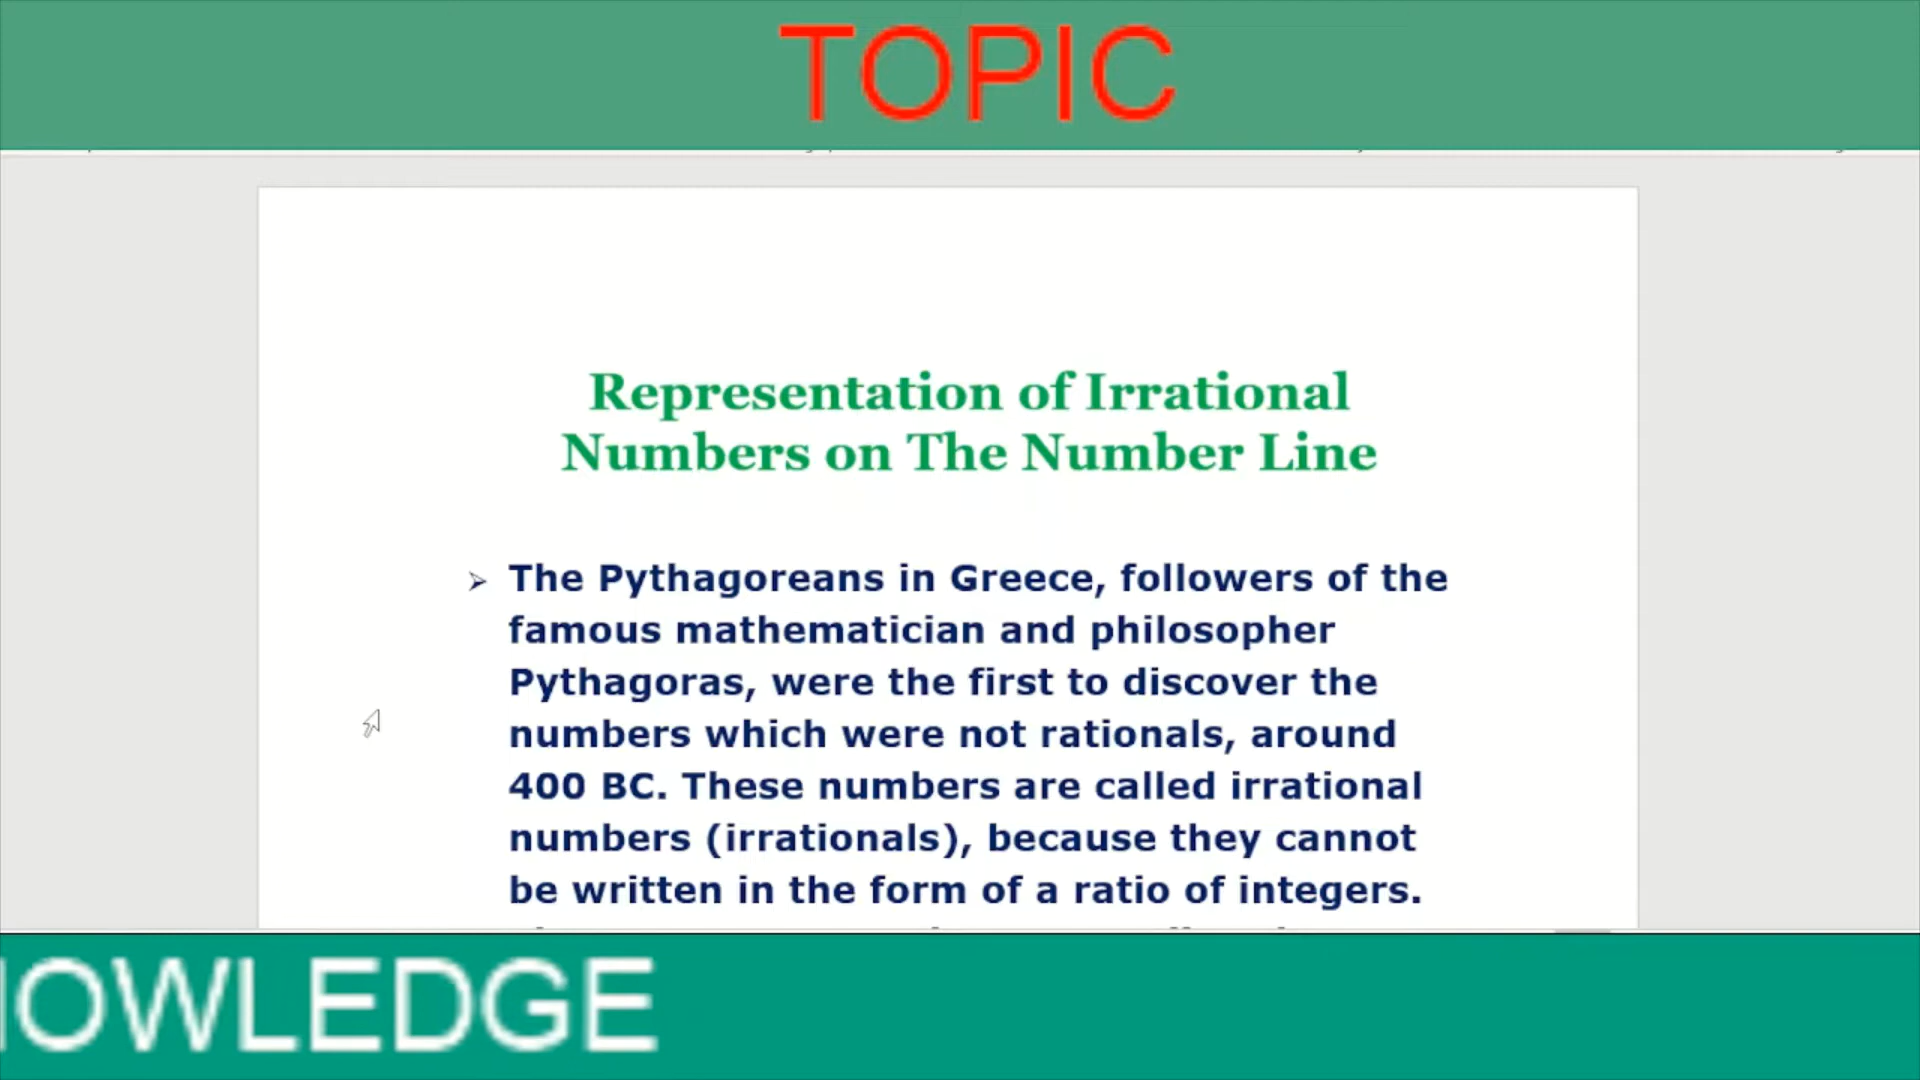 TOPIC
Representation of Irrational
Numbers on The Number Line
➢ The Pythagoreans in Greece, followers of the
famous mathematician and philosopher
Pythagoras, were the first to discover the
numbers which were not rationals, around
400 BC. These numbers are called irrational
numbers (irrationals), because they cannot
be written in the form of a ratio of integers.
OWLEDGE